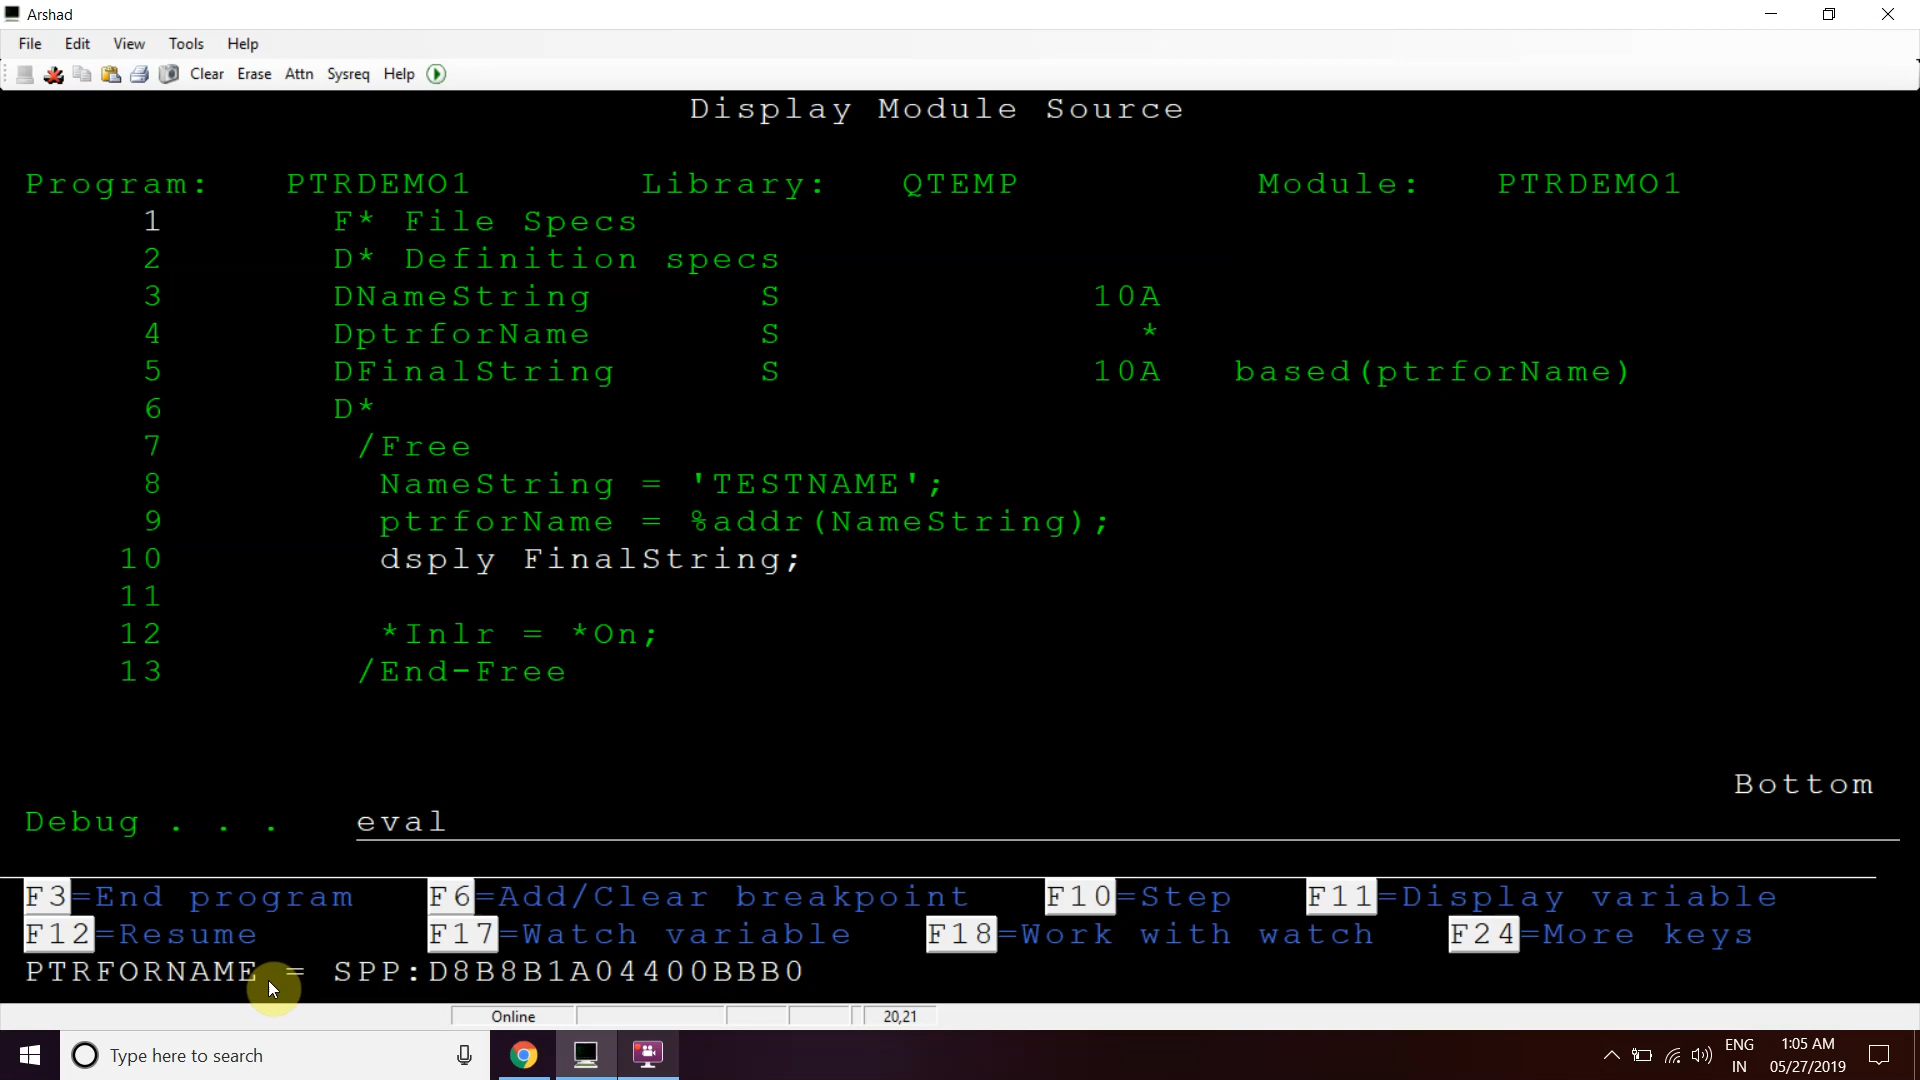 Arshad
File Edit View Tools Help
Clear Erase Attn Sysreq Help
Display Module Source
Program: PTRDEMO1 Library: QTEMP Module: PTRDEMO1
1 F* File Specs
2 D* Definition specs
3 DNameString S 10A
4 DptrforName S *
5 DFinalString S 10A based(ptrforName)
6 D*
7 /Free
8 NameString = 'TESTNAME';
9 ptrforName = %addr(NameString);
10 dsply FinalString;
11
12 *Inlr = *On;
13 /End-Free
Bottom
Debug . . . eval
F3=End program F6=Add/Clear breakpoint F10=Step F11=Display variable
F12=Resume F17=Watch variable F18=Work with watch F24=More keys
PTRFORNAME = SPP:D8B8B1A04400BBB0
Online 20,21
Type here to search
ENG 1:05 AM
IN 05/27/2019